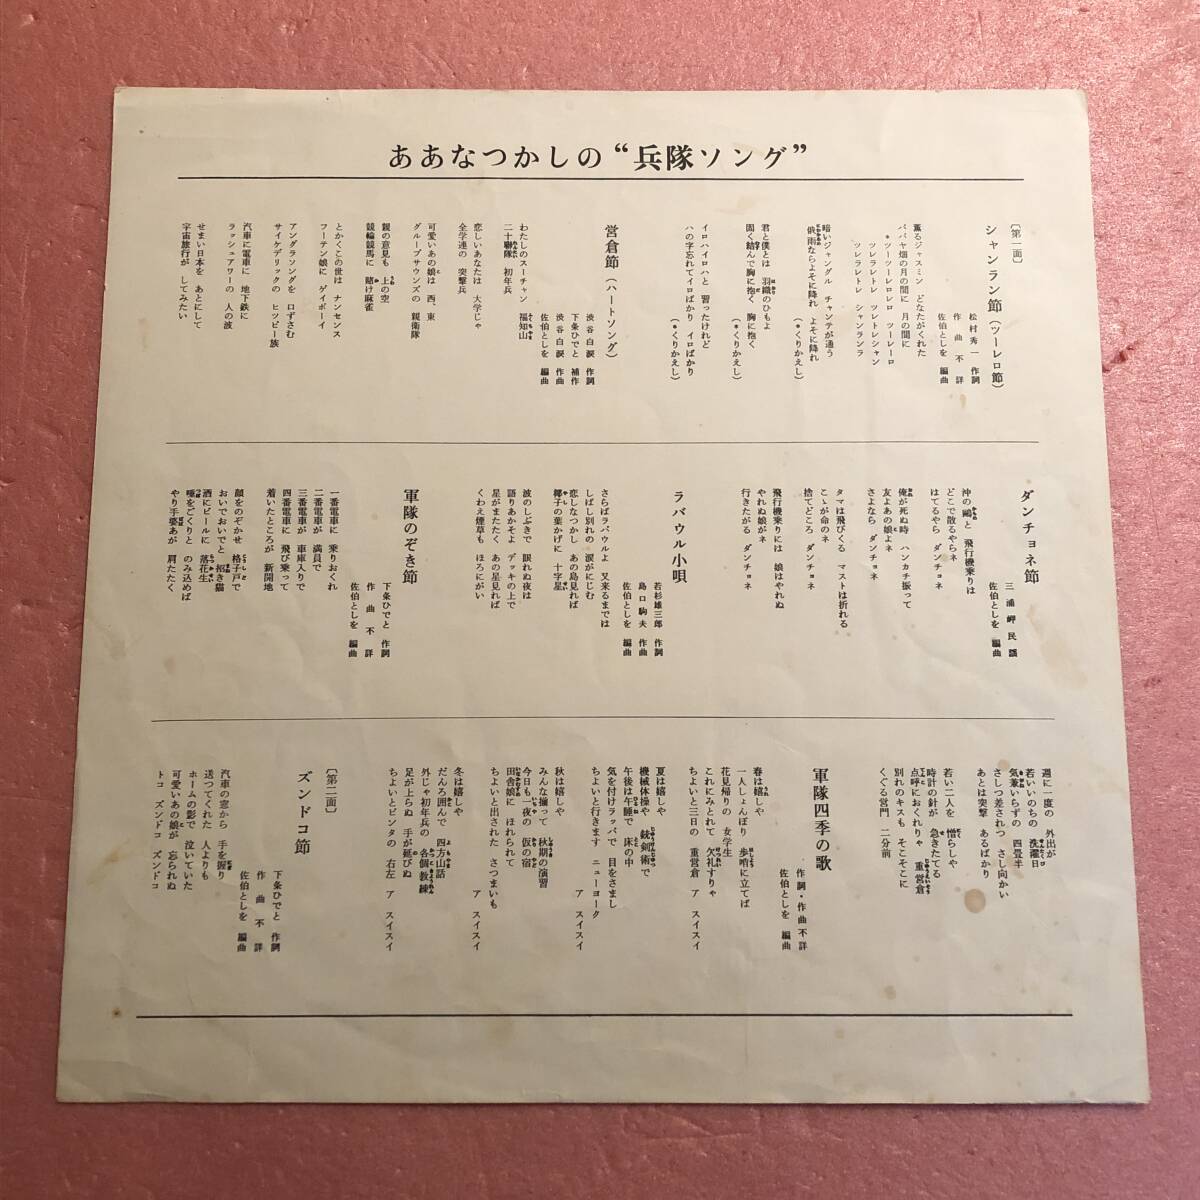 ああなつかしの“兵隊ソング”
〔第一面〕
シャンラン節(ツーレロ節)
松村秀一 作詞
作曲不詳
佐伯としを 編曲
薫るジャスミン どなたがくれた
パパヤ畑の月の間に 月の間に
*ツーツーレロレロ ツーレーロ
ツレラレトレ ツレトレシャン
ツレラレトレ シャンランラ
暗いジャングル チャンテが通う
俄雨ならよそに降れ よそに降れ
(*くりかえし)
君と僕とは 羽織のひもよ
固く結んで胸に抱く 胸に抱く
(*くりかえし)
イロハイロハと 習ったけれど
ハの字忘れてイロばかり イロばかり
(*くりかえし)
営倉節(ハートソング)
渋谷白涙 作詞
下条ひでと 補作
渋谷白涙 作曲
佐伯としを 編曲
わたしのスーチャン 福知山
二十聯隊 初年兵
恋しいあなたは 大学じゃ
全学連の 突撃兵
可愛いあの娘は 西、東
グループサウンズの 親衛隊
親の意見も 上の空
競輪競馬に 賭け麻雀
とかくこの世は ナンセンス
フーテン娘に ゲイボーイ
アングラソングを 口ずさむ
サイケデリックの ヒッピー族
汽車に電車に 地下鉄に
ラッシュアワーの 人の波
せまい日本を あとにして
宇宙旅行が してみたい
ダンチョネ節
三浦岬民謡
佐伯としを 編曲
沖の鴎と 飛行機乗りは
どこで散るやらネ
はてるやら ダンチョネ
俺が死ぬ時 ハンカチ振って
友よあの娘よネ
さよなら ダンチョネ
タマは飛びくる マストは折れる
こゝが命のネ
捨てどころ ダンチョネ
飛行機乗りには 娘はやれぬ
やれぬ娘がネ
行きたがる ダンチョネ
ラバウル小唄
若杉雄三郎 作詞
島口駒夫 作曲
佐伯としを 編曲
さらばラバウルよ 又来るまでは
しばし別れの 涙がにじむ
恋しなつかし あの島見れば
椰子の葉かげに 十字星
波のしぶきで 眠れぬ夜は
語りあかそよ デッキの上で
星がまたたく あの星見れば
くわえ煙草も ほろにがい
軍隊のぞき節
下条ひでと 作詞
作曲不詳
佐伯としを 編曲
一番電車に 乗りおくれ
二番電車が 満員で
三番電車が 車庫入りで
四番電車に 飛び乗って
着いたところが 新開地
顔をのぞかせ 格子戸で
おいでおいでと 招き猫
酒にビールに 落花生
唾をごくりと のみ込めば
やり手婆あが 肩たたく
週に一度の 外出が
若いいのちの 洗濯日
気兼いらずの 四畳半
さしつ差されつ さし向かい
あとは突撃 あるばかり
若い二人を 憎らしや
時計の針が 急きたてる
点呼におくれりゃ 重営倉
別れのキスも そこそこに
くぐる営門 二分前
軍隊四季の歌
作詞・作曲不詳
佐伯としを 編曲
春は嬉しや
一人しょんぼり 歩哨に立てば
花見帰りの 女学生
これにみとれて 欠礼すりゃ
ちょいと三日の 重営倉 ア スイスイ
夏は嬉しや
機械体操や 銃剣術で
午後は午睡で 床の中
気を付けラッパで 目をさまし
ちょいと行きます ニューヨーク
ア スイスイ
秋は嬉しや
みんな揃って 秋期の演習
今日も一夜の 仮の宿
田舎娘に ほれられて
ちょいと出された さつまいも
ア スイスイ
冬は嬉しや
だんろ囲んで 四方山話
外じゃ初年兵の 各個教練
足が上らぬ 手が延びぬ
ちょいとビンタの 右左 ア スイスイ
〔第二面〕
ズンドコ節
下条ひでと 作詞
作曲不詳
佐伯としを 編曲
汽車の窓から 手を握り
送ってくれた 人よりも
ホームの影で 泣いていた
可愛いあの娘が 忘られぬ
トコ ズンドコ ズンドコ